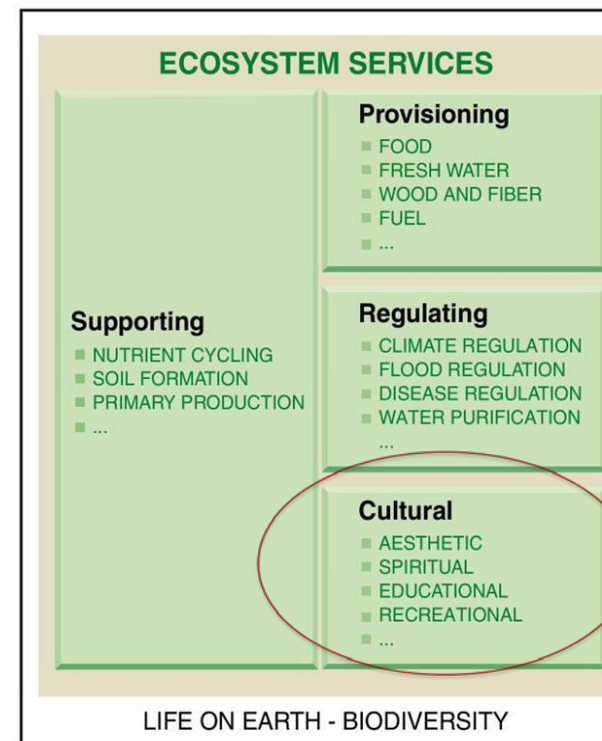 ECOSYSTEM SERVICES
Supporting
NUTRIENT CYCLING
SOIL FORMATION
PRIMARY PRODUCTION
...
Provisioning
FOOD
FRESH WATER
WOOD AND FIBER
FUEL
...
Regulating
CLIMATE REGULATION
FLOOD REGULATION
DISEASE REGULATION
WATER PURIFICATION
...
Cultural
AESTHETIC
SPIRITUAL
EDUCATIONAL
RECREATIONAL
...
LIFE ON EARTH - BIODIVERSITY